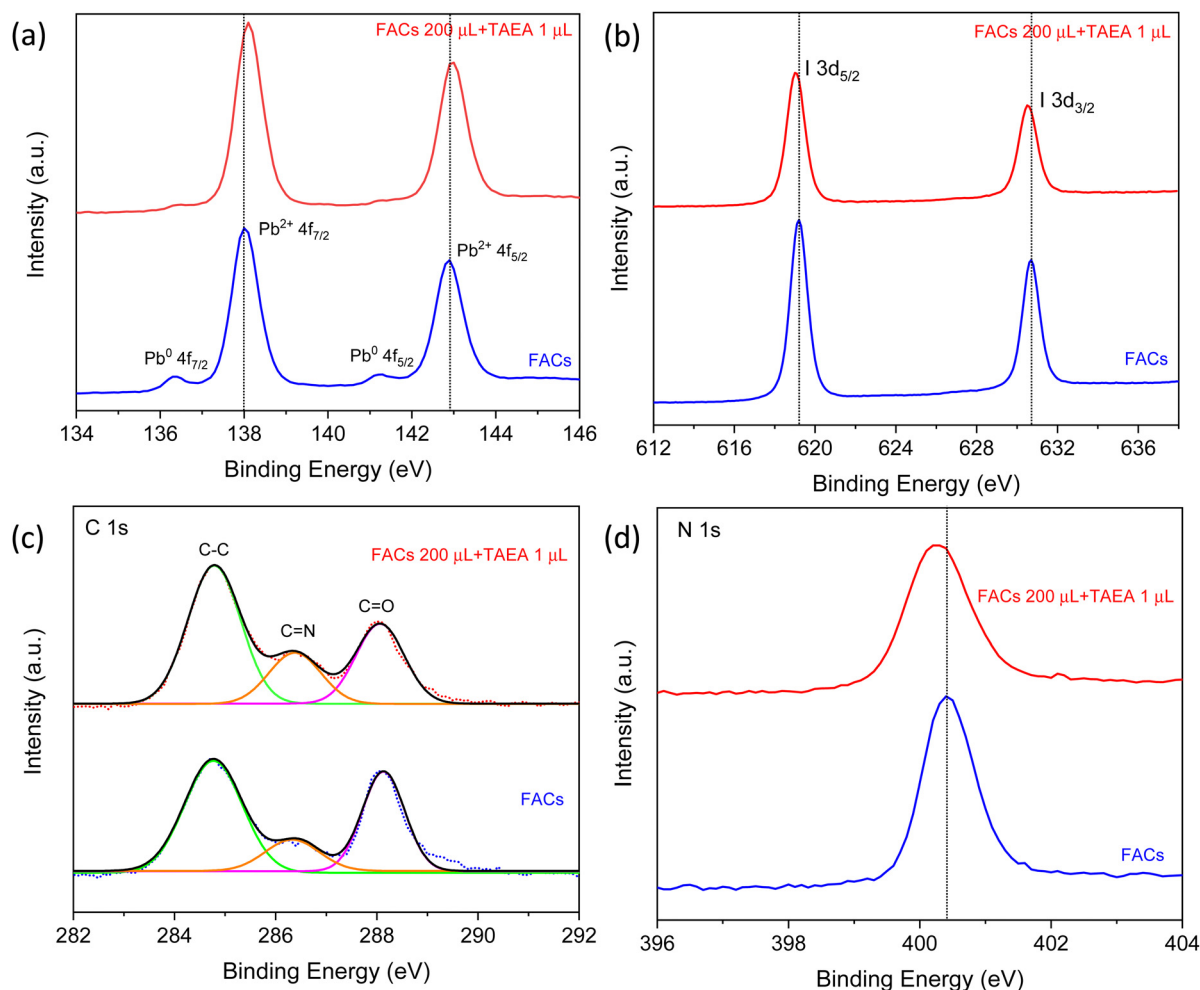 (a)
FACs 200 μL+TAEA 1 μL
Pb²⁺ 4f₇/₂
Pb²⁺ 4f₅/₂
Pb⁰ 4f₇/₂
Pb⁰ 4f₅/₂
FACs
Intensity (a.u.)
134 136 138 140 142 144 146
Binding Energy (eV)
(b)
FACs 200 μL+TAEA 1 μL
I 3d₅/₂
I 3d₃/₂
FACs
Intensity (a.u.)
612 616 620 624 628 632 636
Binding Energy (eV)
(c)
C 1s
FACs 200 μL+TAEA 1 μL
C-C
C=N
C=O
FACs
Intensity (a.u.)
282 284 286 288 290 292
Binding Energy (eV)
(d)
N 1s
FACs 200 μL+TAEA 1 μL
FACs
Intensity (a.u.)
396 398 400 402 404
Binding Energy (eV)